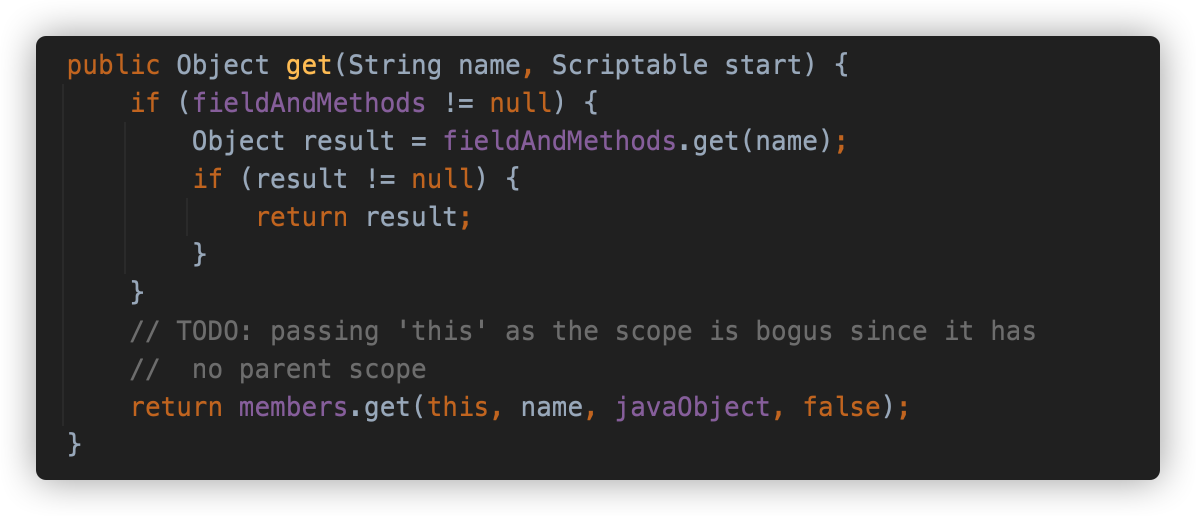 public Object get(String name, Scriptable start) {
    if (fieldAndMethods != null) {
        Object result = fieldAndMethods.get(name);
        if (result != null) {
            return result;
        }
    }
    // TODO: passing 'this' as the scope is bogus since it has
    //  no parent scope
    return members.get(this, name, javaObject, false);
}